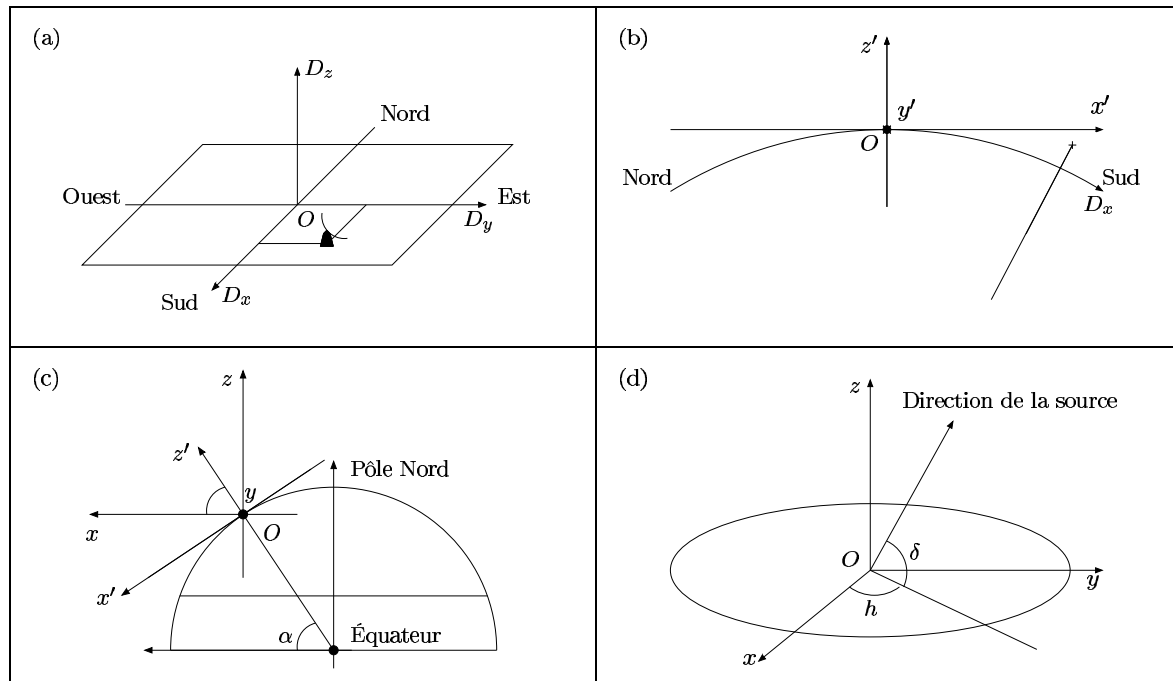 (a)
D_z
Nord
Ouest
Est
O
D_y
Sud
D_x
(b)
z′
y′
x′
O
Nord
Sud
D_x
(c)
z
z′
y
Pôle Nord
x
O
x′
α
Équateur
(d)
z
Direction de la source
O
δ
y
h
x